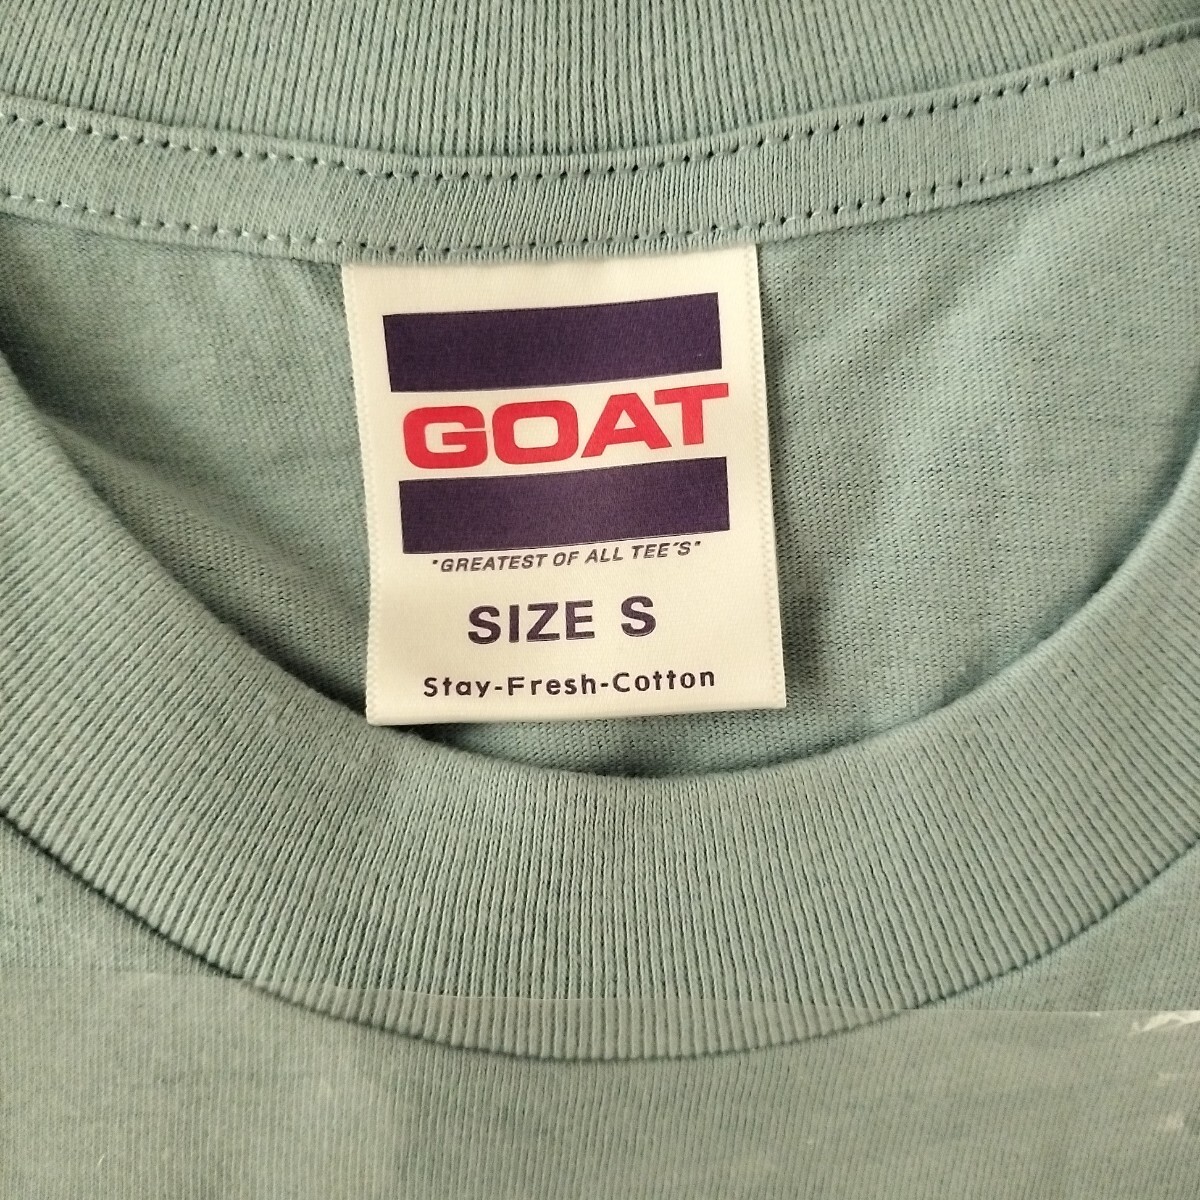 GOAT
"GREATEST OF ALL TEE'S"
SIZE S
Stay-Fresh-Cotton